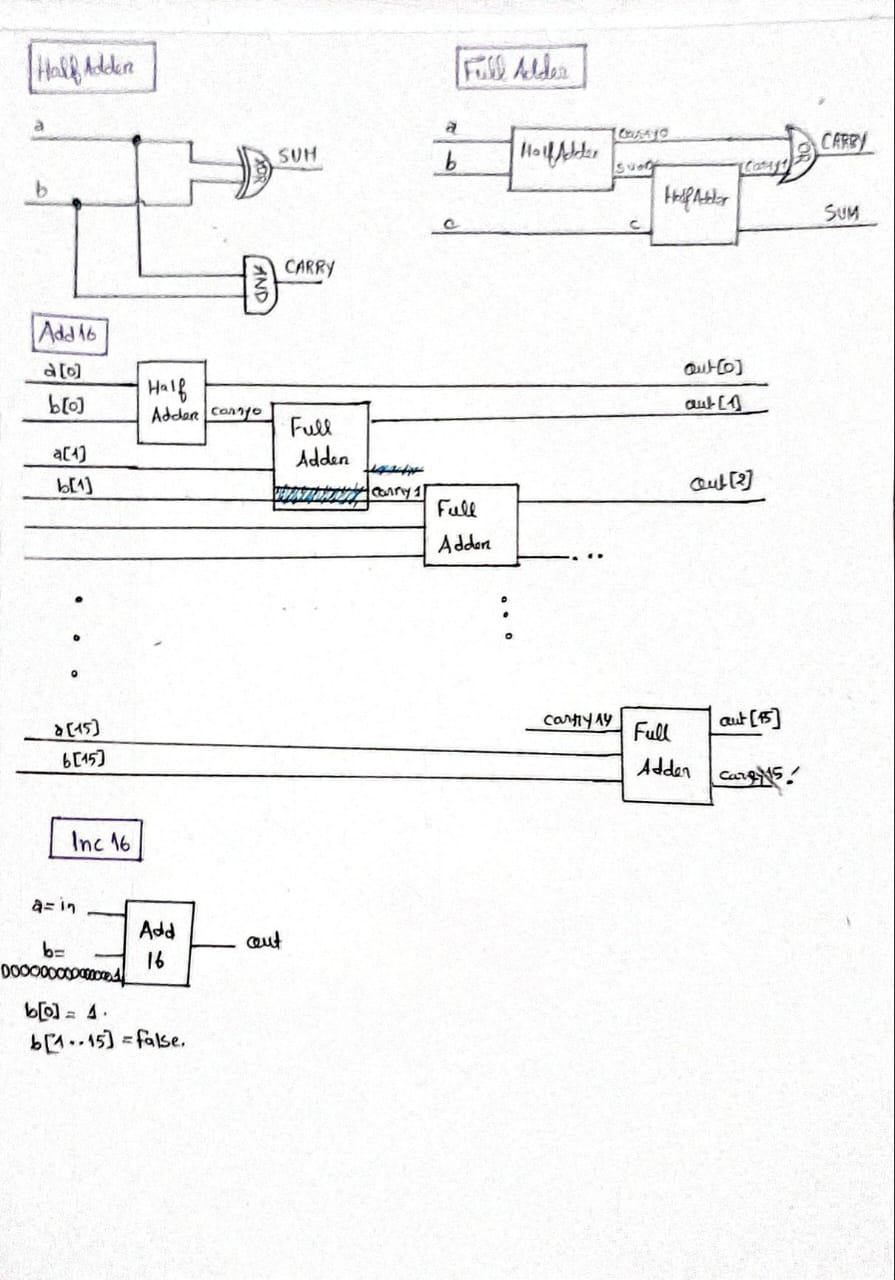 Half Adder
Full Adder
a
b
XOR
SUM
AND
CARRY
a
b
c
HalfAdder
carry0
sum
c
HalfAdder
carry1
OR
CARRY
SUM
Add16
a[0]
b[0]
Half
Adder
carry0
out[0]
out[1]
a[1]
b[1]
Full
Adder
carry1
out[2]
Full
Adder
...
a[15]
b[15]
carry14
Full
Adder
out[15]
carry15!
Inc 16
a= in
b=
0000000000000001
Add
16
out
b[0] = 1.
b[1..15] = false.